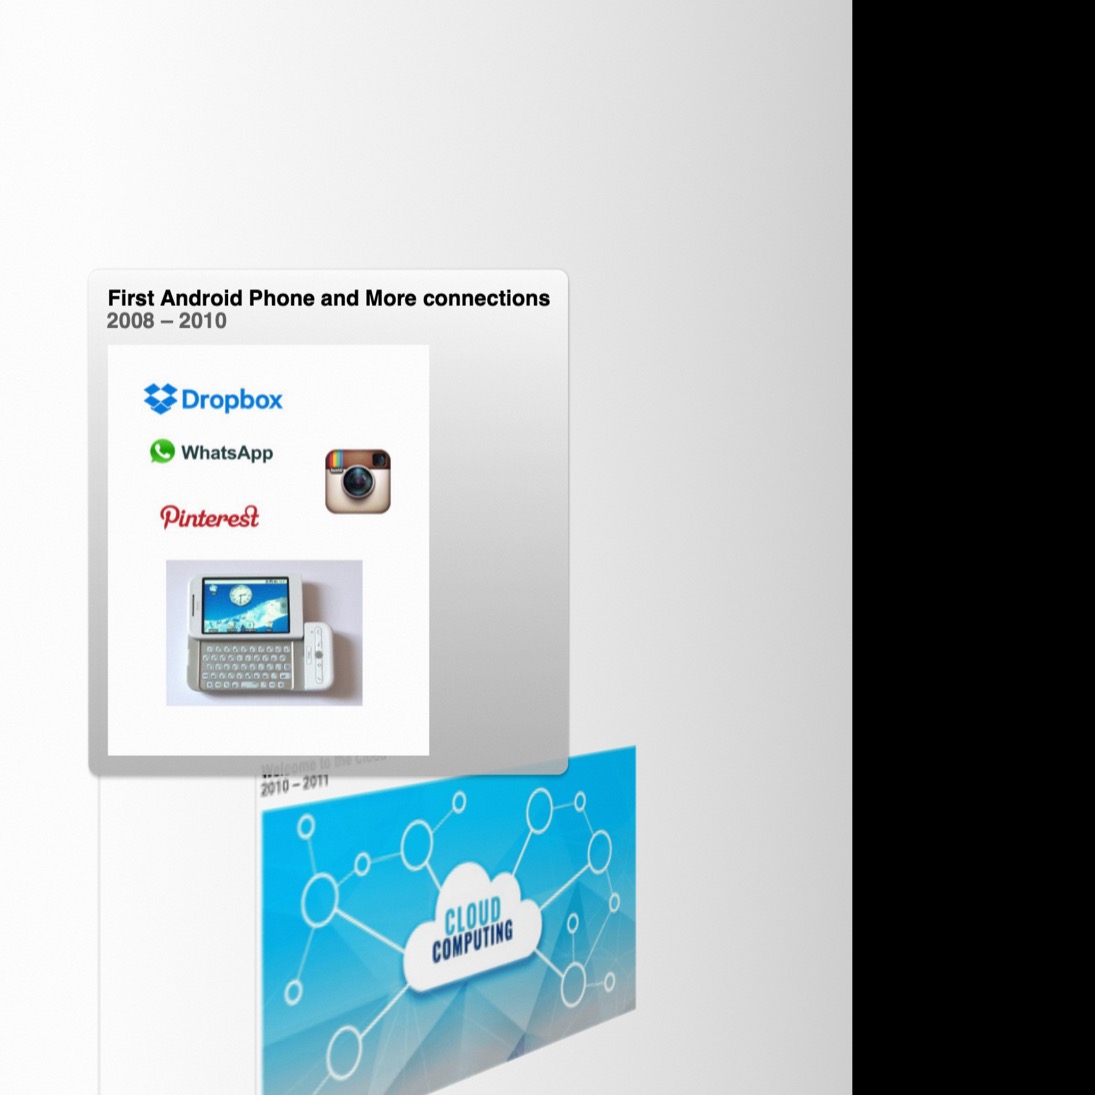 First Android Phone and More connections
2008 – 2010
Dropbox
WhatsApp
Pinterest
Welcome to the Cloud
2010 – 2011
CLOUD
COMPUTING